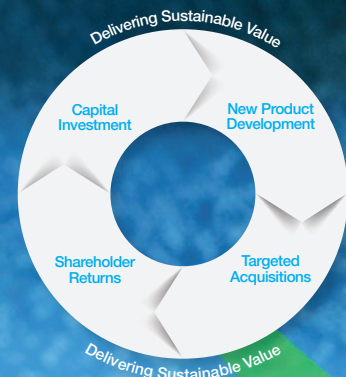 Delivering Sustainable Value
Capital
Investment
New Product
Development
Shareholder
Returns
Targeted
Acquisitions
Delivering Sustainable Value